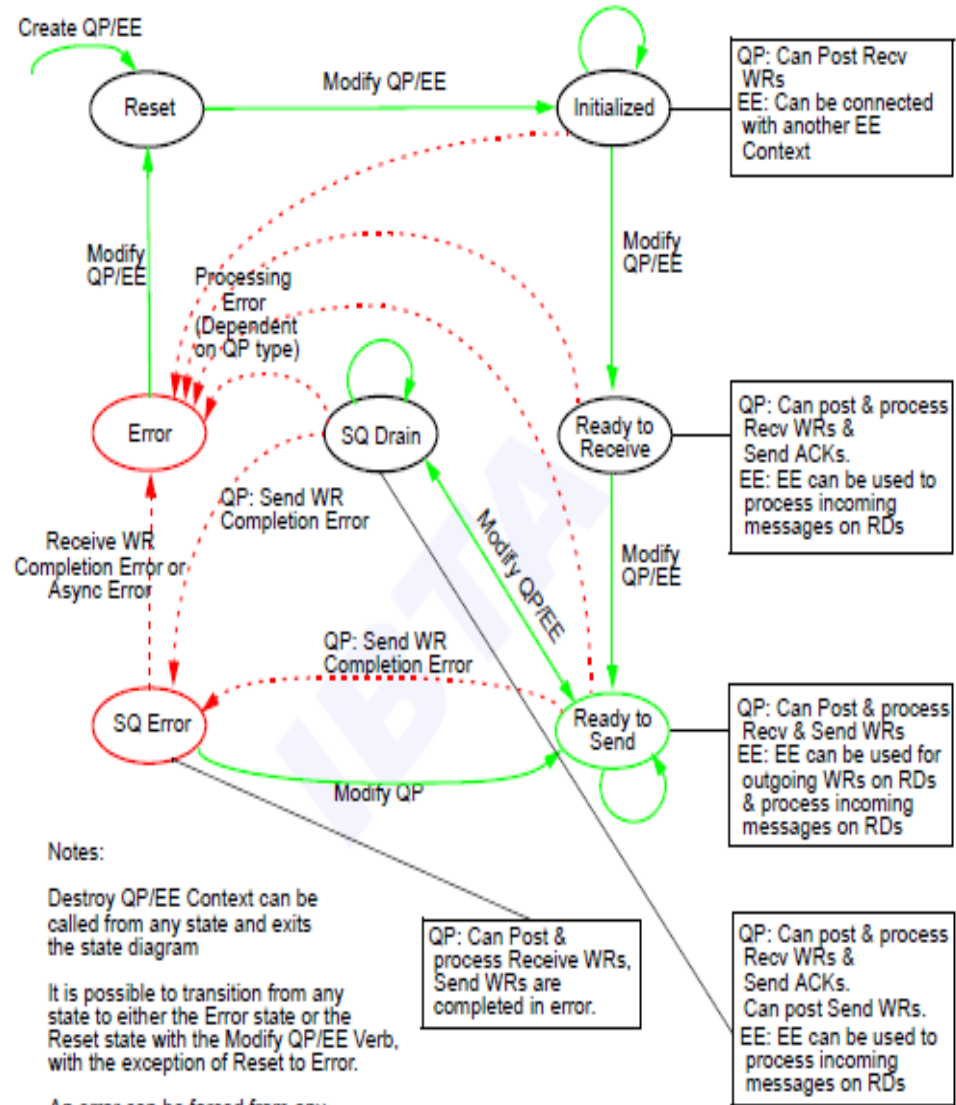 Create QP/EE
Reset
Modify QP/EE
Initialized
QP: Can Post Recv
WRs
EE: Can be connected
with another EE
Context
Modify
QP/EE
Modify
QP/EE
Processing
Error
(Dependent
on QP type)
Error
SQ Drain
Ready to
Receive
QP: Can post & process
Recv WRs &
Send ACKs.
EE: EE can be used to
process incoming
messages on RDs
QP: Send WR
Completion Error
Modify QP/EE
Modify
QP/EE
Receive WR
Completion Error or
Async Error
QP: Send WR
Completion Error
SQ Error
Ready to
Send
QP: Can Post & process
Recv & Send WRs
EE: EE can be used for
outgoing WRs on RDs
& process incoming
messages on RDs
Modify QP
IBTA
Notes:
Destroy QP/EE Context can be
called from any state and exits
the state diagram
It is possible to transition from any
state to either the Error state or the
Reset state with the Modify QP/EE Verb,
with the exception of Reset to Error.
An error can be forced from any
QP: Can Post &
process Receive WRs,
Send WRs are
completed in error.
QP: Can post & process
Recv WRs &
Send ACKs.
Can post Send WRs.
EE: EE can be used to
process incoming
messages on RDs